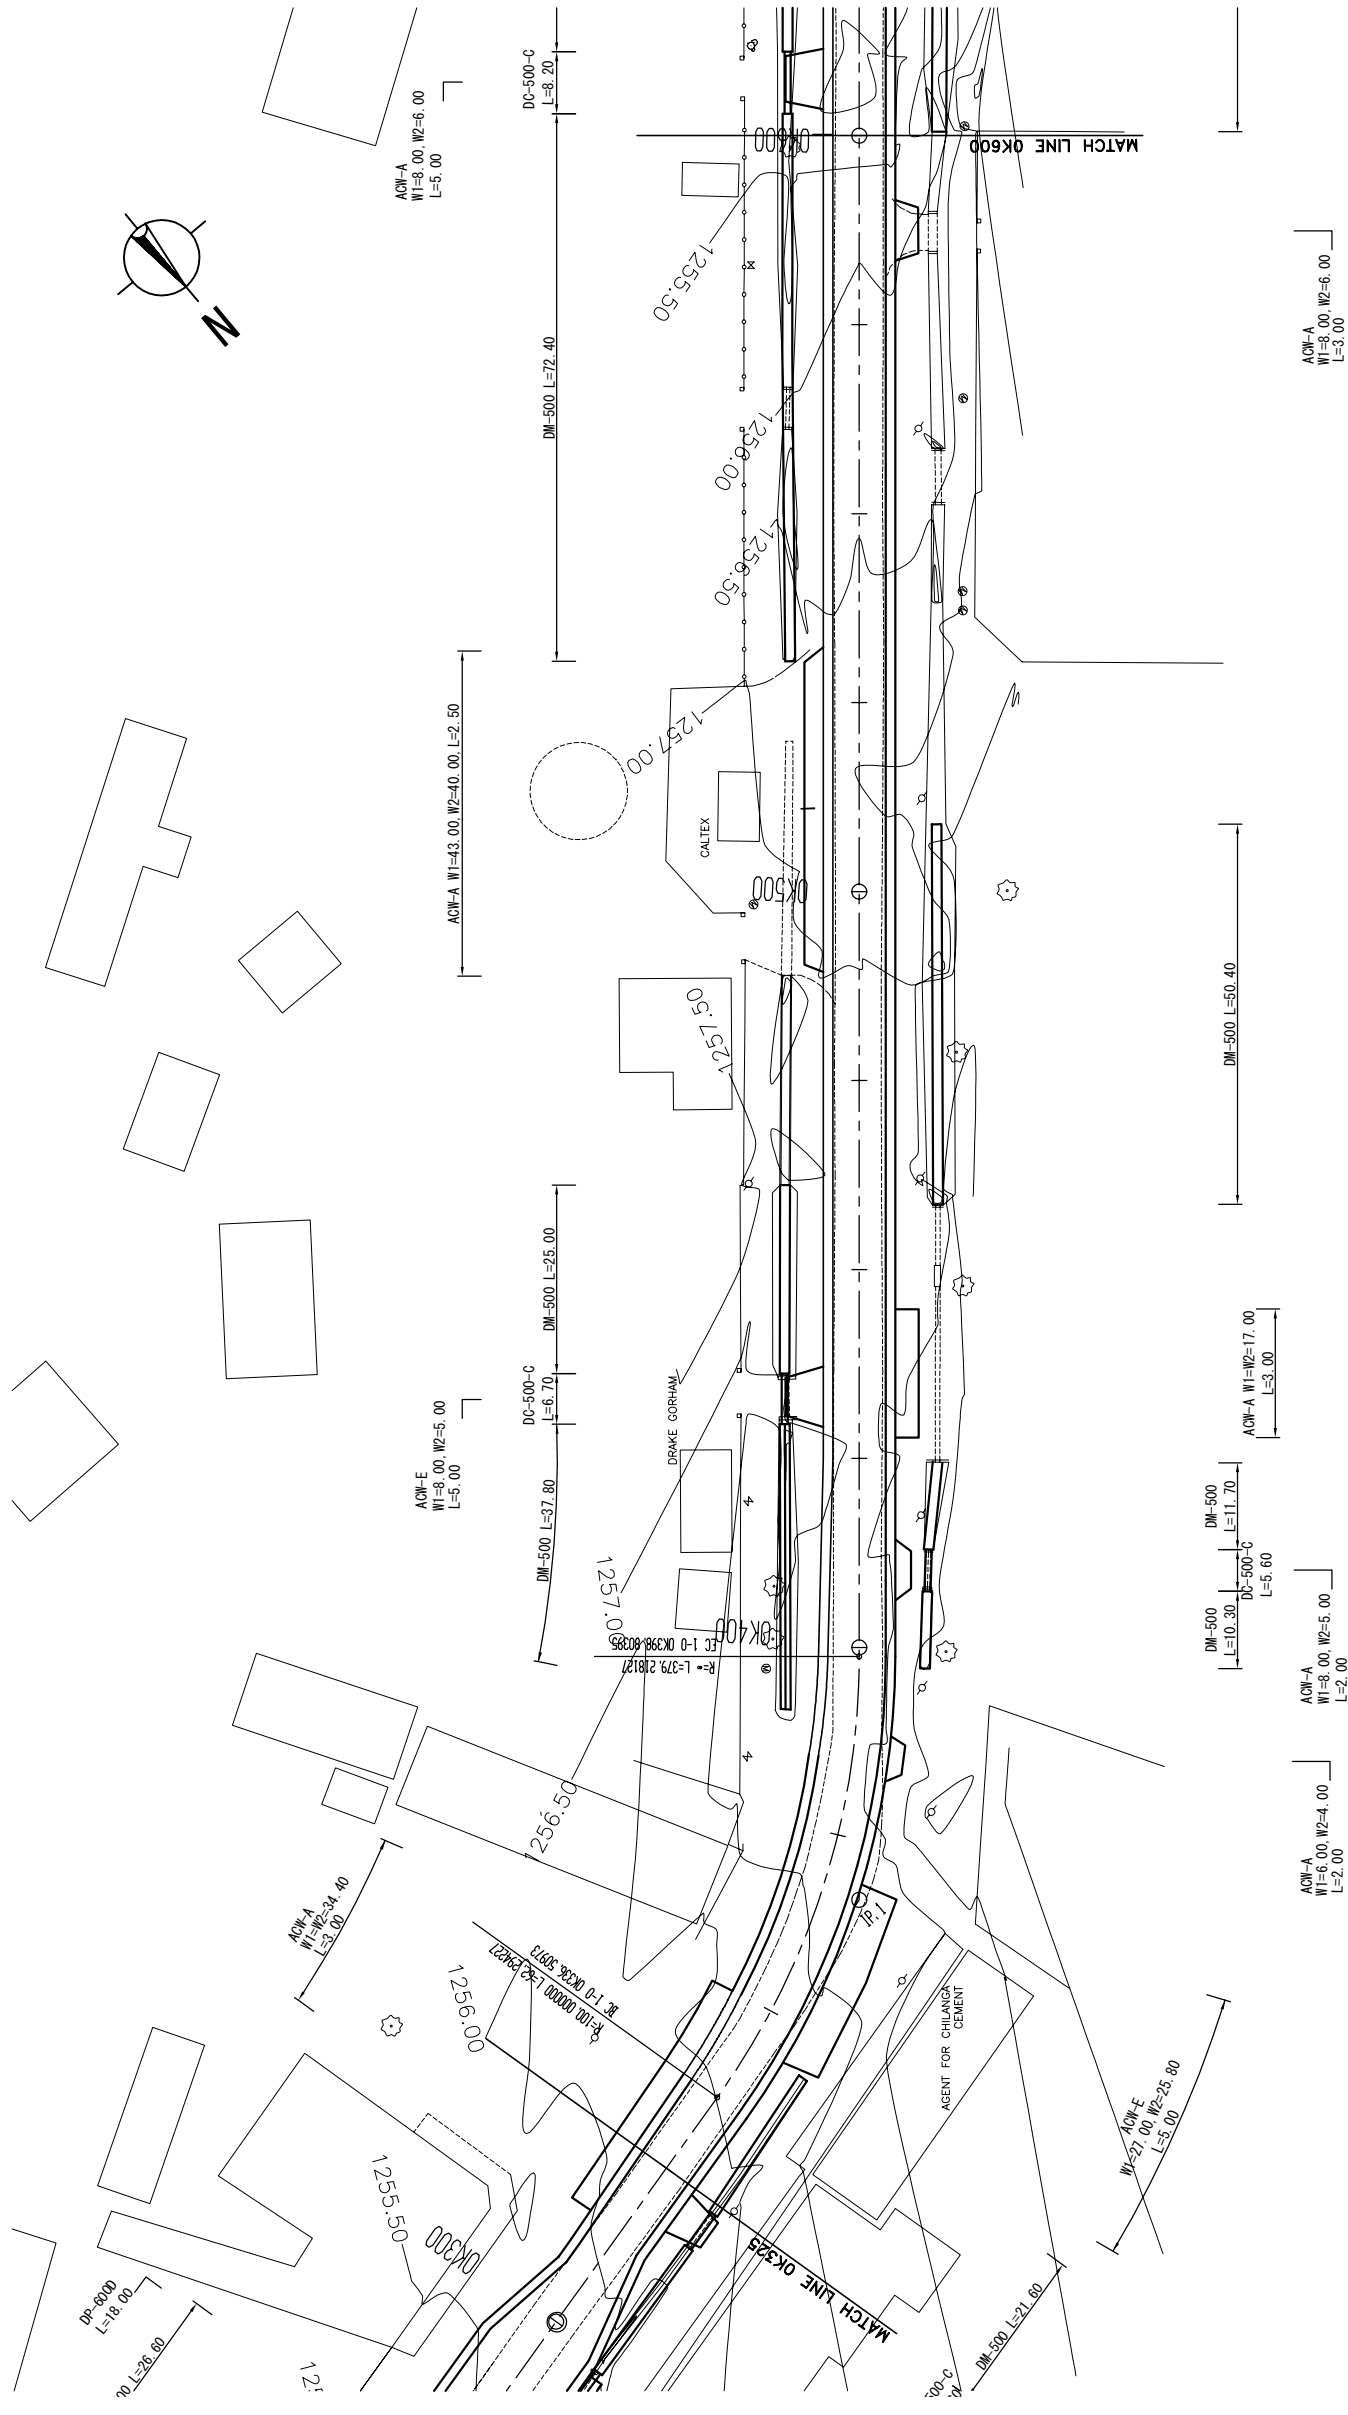 DC-500-C
L=8.20
ACW-A
W1=8.00, W2=6.00
L=5.00
0K600
MATCH LINE 0K600
N
1255.50
ACW-A
W1=8.00, W2=6.00
L=3.00
DM-500 L=72.40
1256.00
1256.50
ACW-A W1=43.00, W2=40.00, L=2.50
1257.00
CALTEX
0K500
DM-500 L=50.40
1257.50
DM-500 L=25.00
DC-500-C
L=6.70
DRAKE GORHAM
ACW-A W1=W2=17.00
L=3.00
ACW-E
W1=8.00, W2=5.00
L=5.00
DM-500 L=37.80
DM-500
L=11.70
DC-500-C
L=5.60
DM-500
L=10.30
ACW-A
W1=8.00, W2=5.00
L=2.00
1257.00
0K400
EC 1-0 0K398.80395
R=∞ L=379.218127
1256.50
ACW-A
W1=6.00, W2=4.00
L=2.00
ACW-A
W1=W2=34.40
L=3.00
IP.1
BC 1-0 0K336.50973
R=100.000000 L=62.294227
1256.00
AGENT FOR CHILANGA
CEMENT
ACW-E
W1=27.00, W2=25.80
L=5.00
1255.50
0K300
MATCH LINE 0K325
DP-600D
L=18.00
00 L=26.60
DM-500 L=21.60
500-C